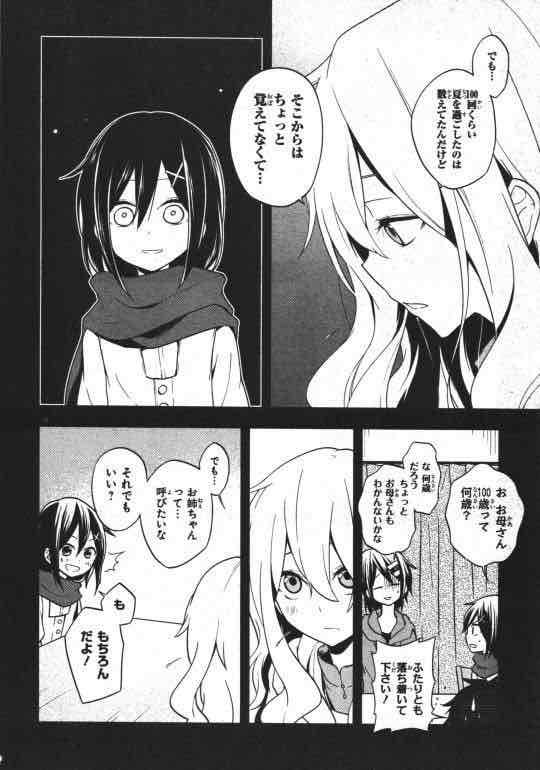 でも…
100回くらい
夏を過ごしたのは
数えてたんだけど
そこからは
ちょっと
覚えてなくて…
お お母さん
100歳って
何歳?
な 何歳
だろう
ちょっと
お母さんも
わかんないかな
ふたりとも
落ち着いて
下さい!
でも…
お姉ちゃん
って…
呼びたいな
それでも
いい?
も
もちろん
だよ!